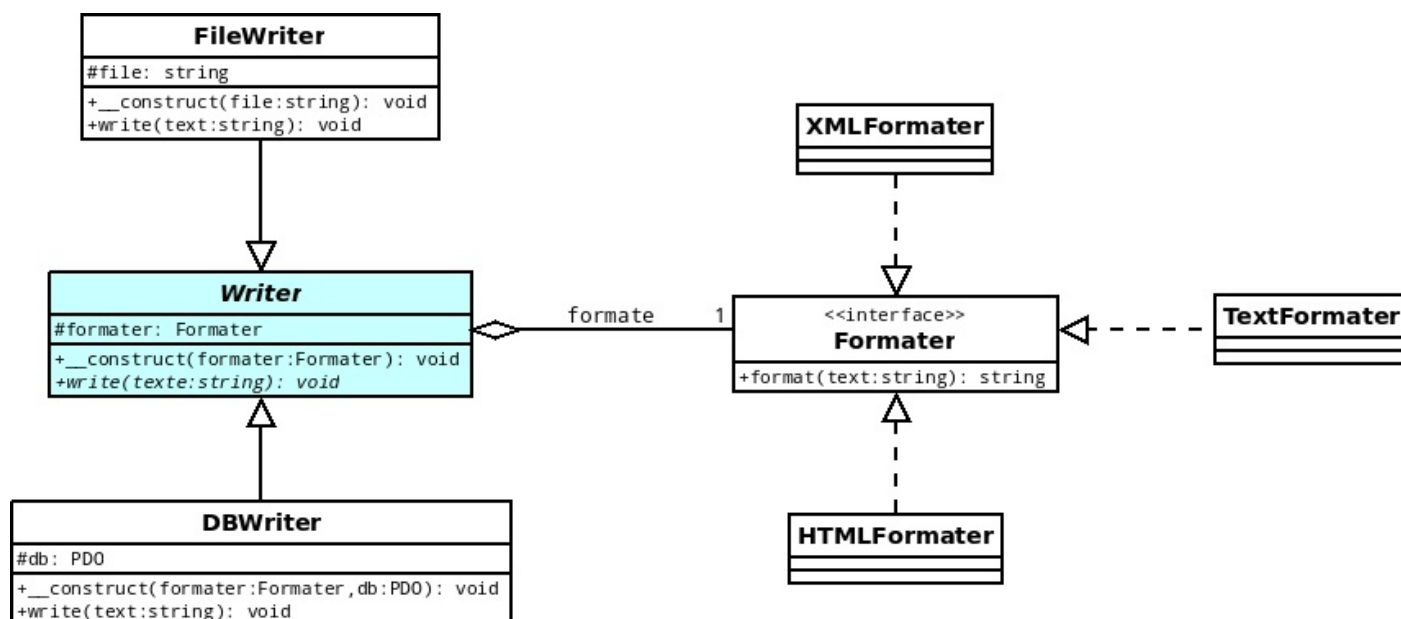 FileWriter
#file: string
+__construct(file:string): void
+write(text:string): void
XMLFormater
Writer
#formater: Formater
+__construct(formater:Formater): void
+write(texte:string): void
formate
1
<<interface>>
Formater
+format(text:string): string
TextFormater
DBWriter
#db: PDO
+__construct(formater:Formater,db:PDO): void
+write(text:string): void
HTMLFormater